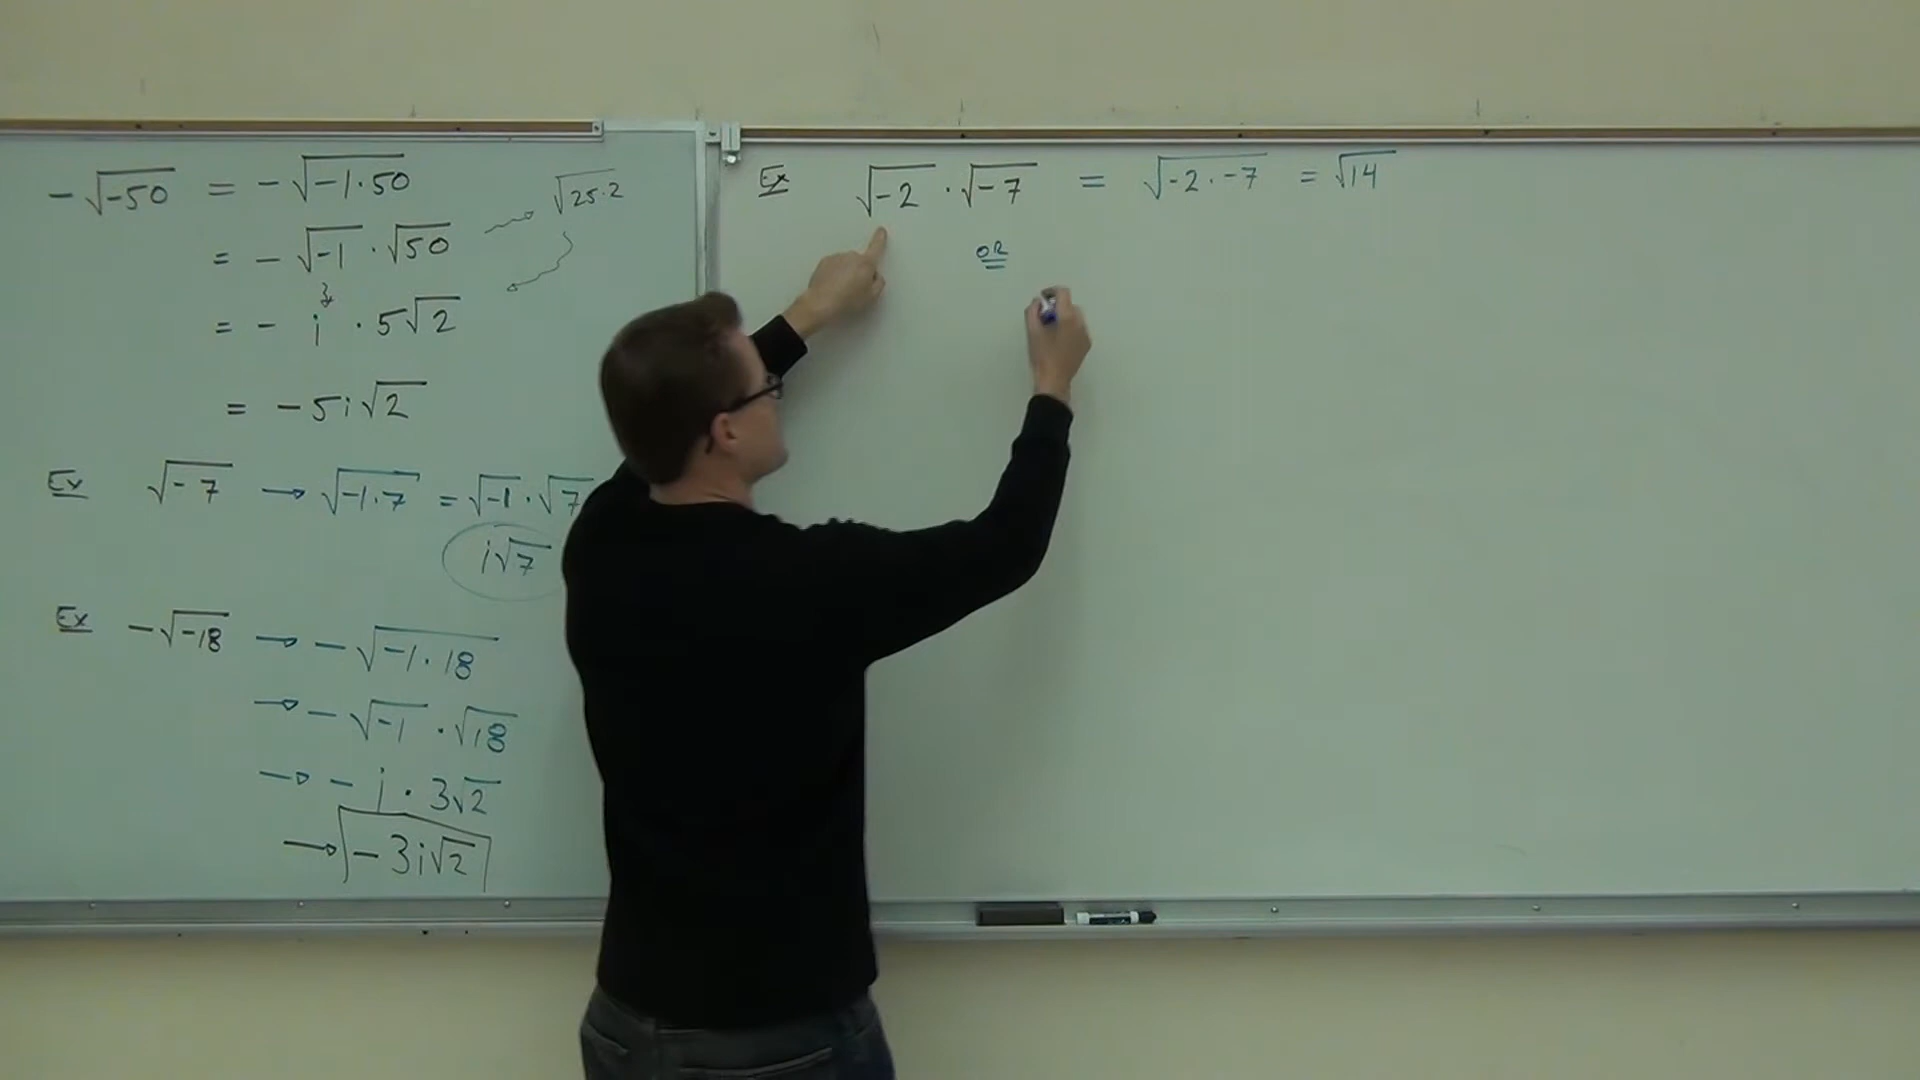 -√-50 = -√-1·50
= -√-1 · √50
√25·2
= - i · 5√2
= -5i√2
Ex √-7 → √-1·7 = √-1 · √7
i√7
Ex -√-18 → -√-1·18
→ -√-1 · √18
→ - i · 3√2
→ -3i√2
Ex √-2 · √-7 = √-2·-7 = √14
OR